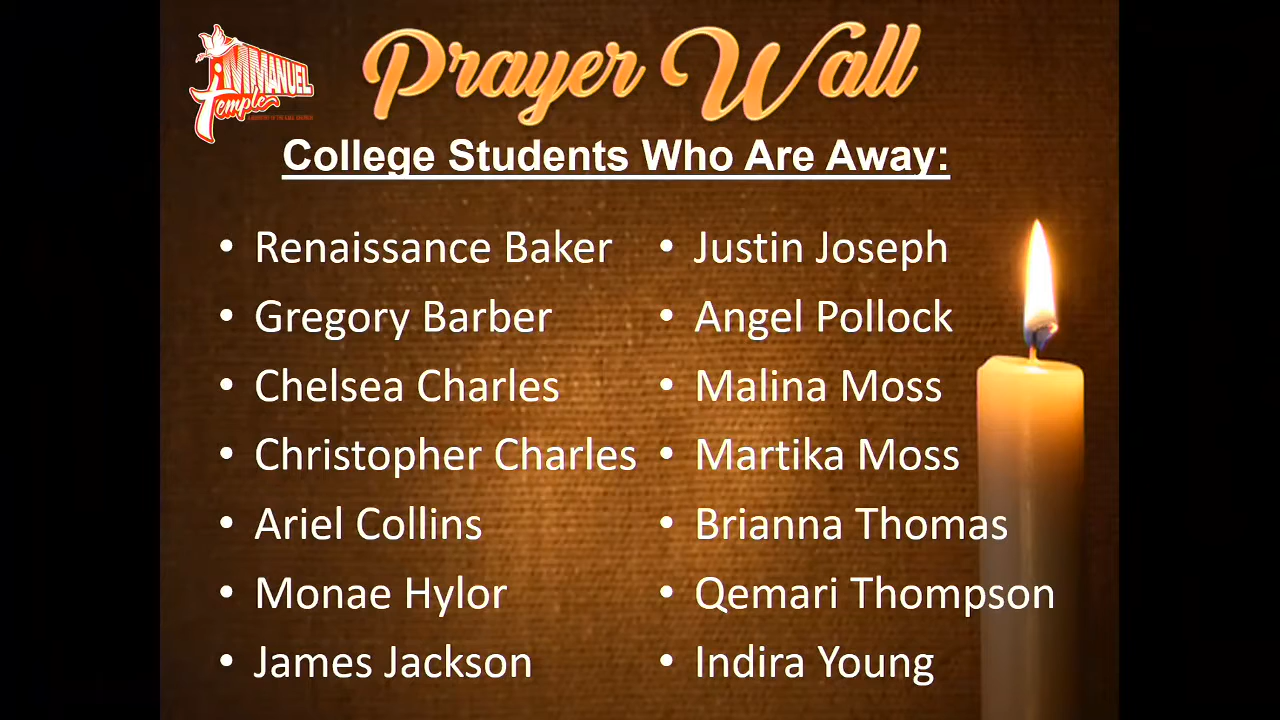 iMMANUEL
Temple
Prayer Wall
College Students Who Are Away:
• Renaissance Baker
• Gregory Barber
• Chelsea Charles
• Christopher Charles
• Ariel Collins
• Monae Hylor
• James Jackson
• Justin Joseph
• Angel Pollock
• Malina Moss
• Martika Moss
• Brianna Thomas
• Qemari Thompson
• Indira Young